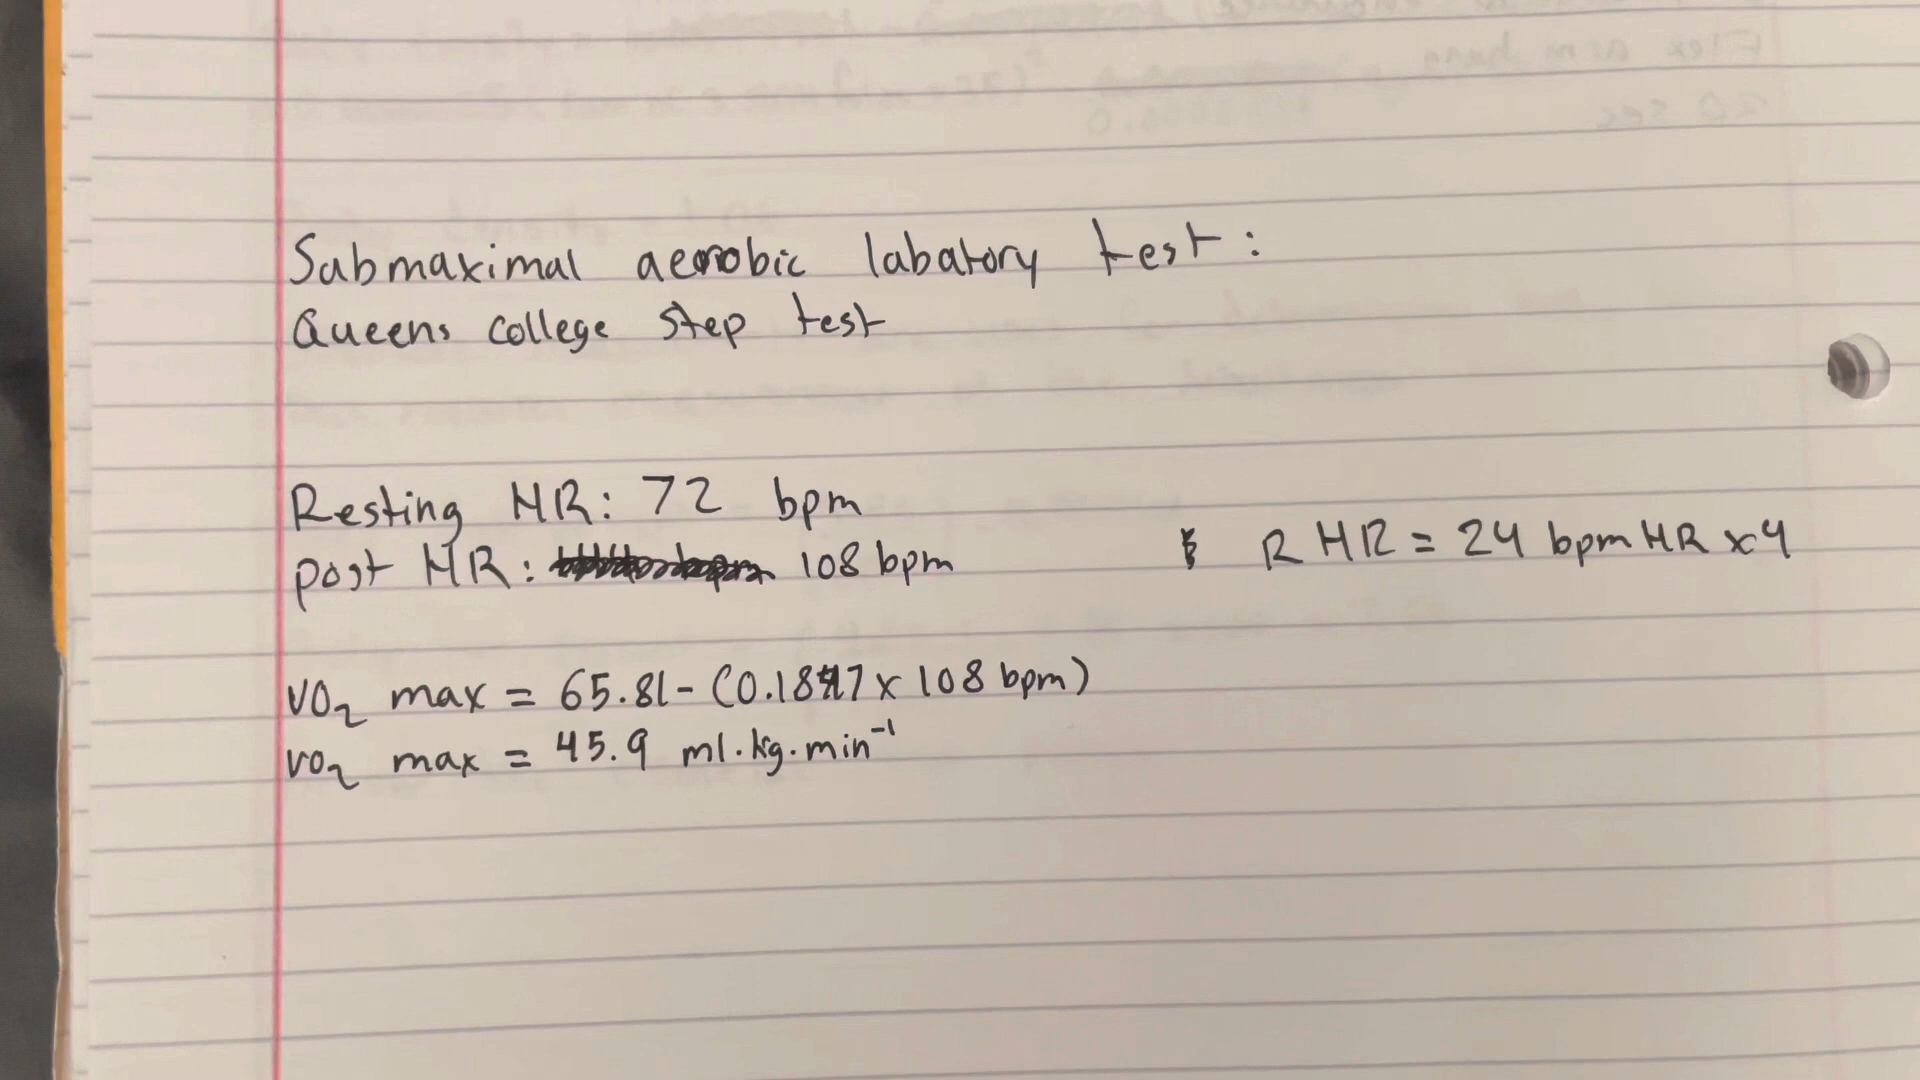 Submaximal aerobic labatory test:
Queens college step test
Resting HR: 72 bpm
post HR: 108 bpm
R HR = 24 bpm HR x4
VO₂ max = 65.81 - (0.1847 x 108 bpm)
VO₂ max = 45.9 ml.kg.min⁻¹